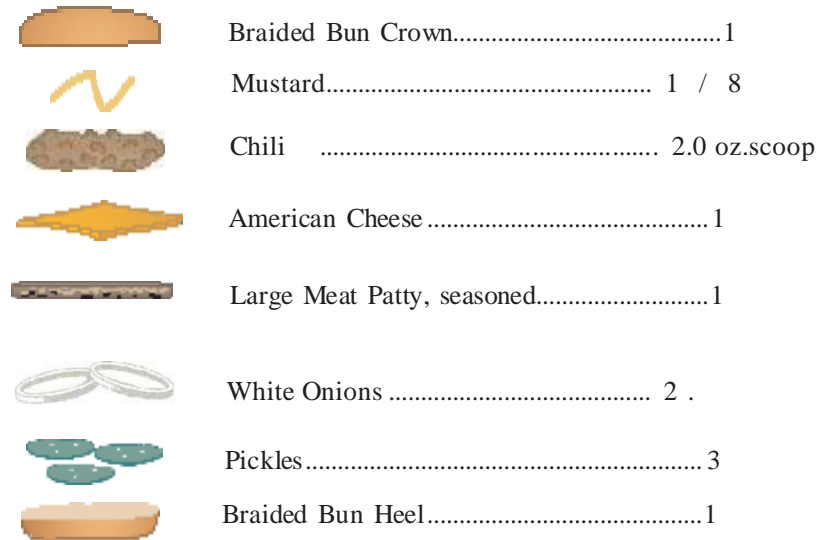 Braided Bun Crown.......................................1
Mustard............................................... 1 / 8
Chili ................................................. 2.0 oz.scoop
American Cheese.........................................1
Large Meat Patty, seasoned.........................1
White Onions ...................................... 2 .
Pickles.......................................................... 3
Braided Bun Heel........................................1